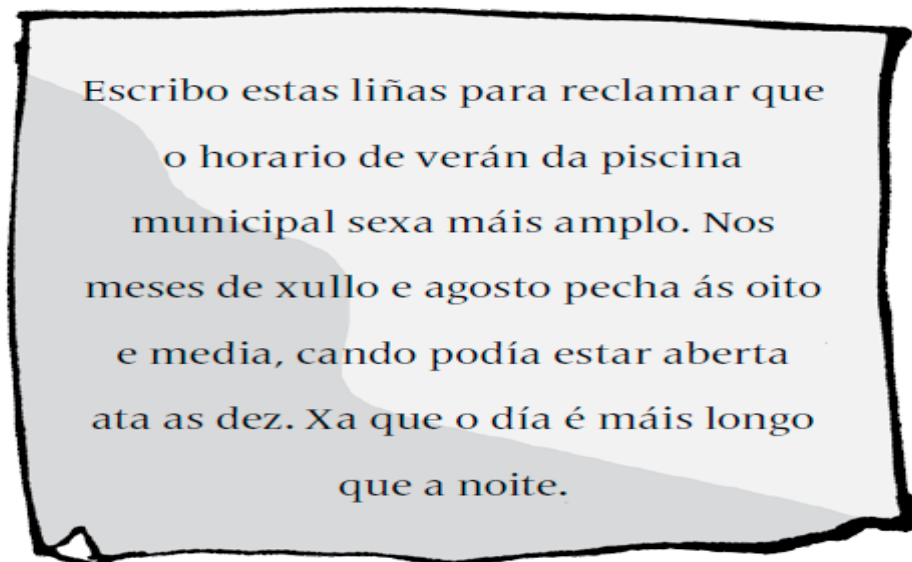 Escribo estas liñas para reclamar que
o horario de verán da piscina
municipal sexa máis amplo. Nos
meses de xullo e agosto pecha ás oito
e media, cando podía estar aberta
ata as dez. Xa que o día é máis longo
que a noite.